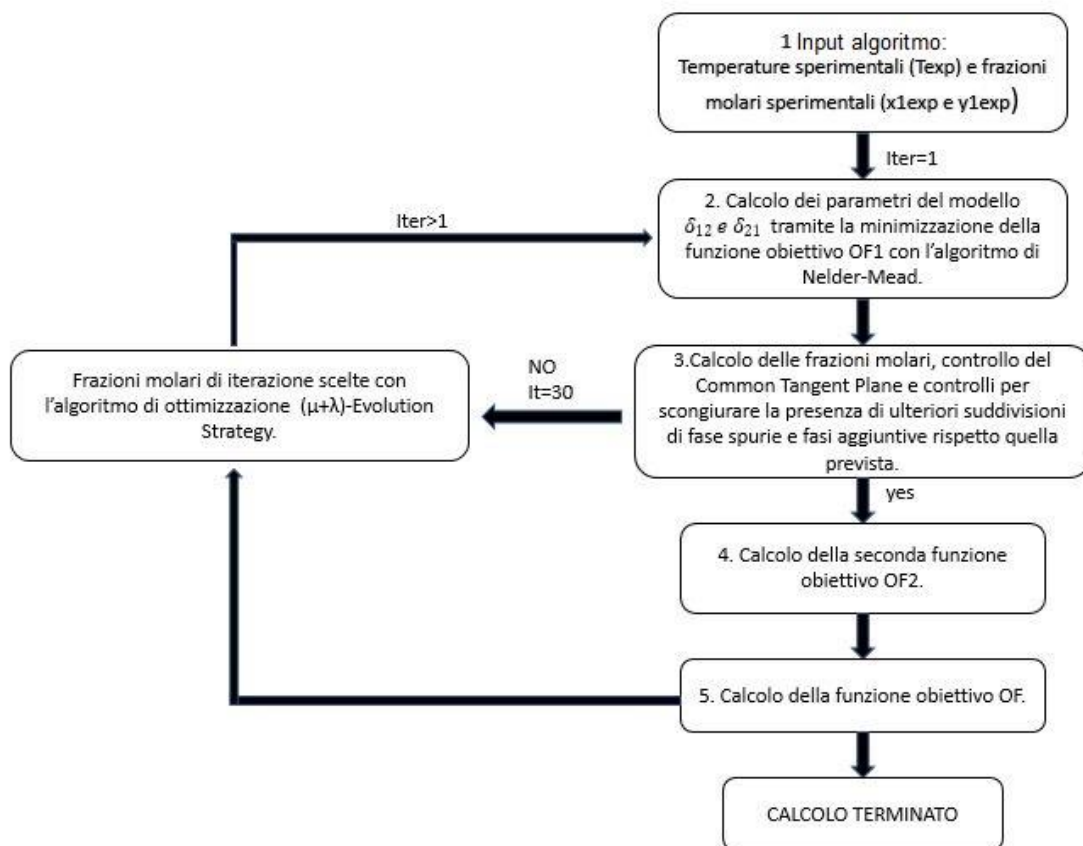 1 Input algoritmo:
Temperature sperimentali (Texp) e frazioni
molari sperimentali (x1exp e y1exp)
Iter=1
2. Calcolo dei parametri del modello
δ12 e δ21 tramite la minimizzazione della
funzione obiettivo OF1 con l'algoritmo di
Nelder-Mead.
Iter>1
3.Calcolo delle frazioni molari, controllo del
Common Tangent Plane e controlli per
scongiurare la presenza di ulteriori suddivisioni
di fase spurie e fasi aggiuntive rispetto quella
prevista.
NO
It=30
Frazioni molari di iterazione scelte con
l'algoritmo di ottimizzazione (μ+λ)-Evolution
Strategy.
yes
4. Calcolo della seconda funzione
obiettivo OF2.
5. Calcolo della funzione obiettivo OF.
CALCOLO TERMINATO